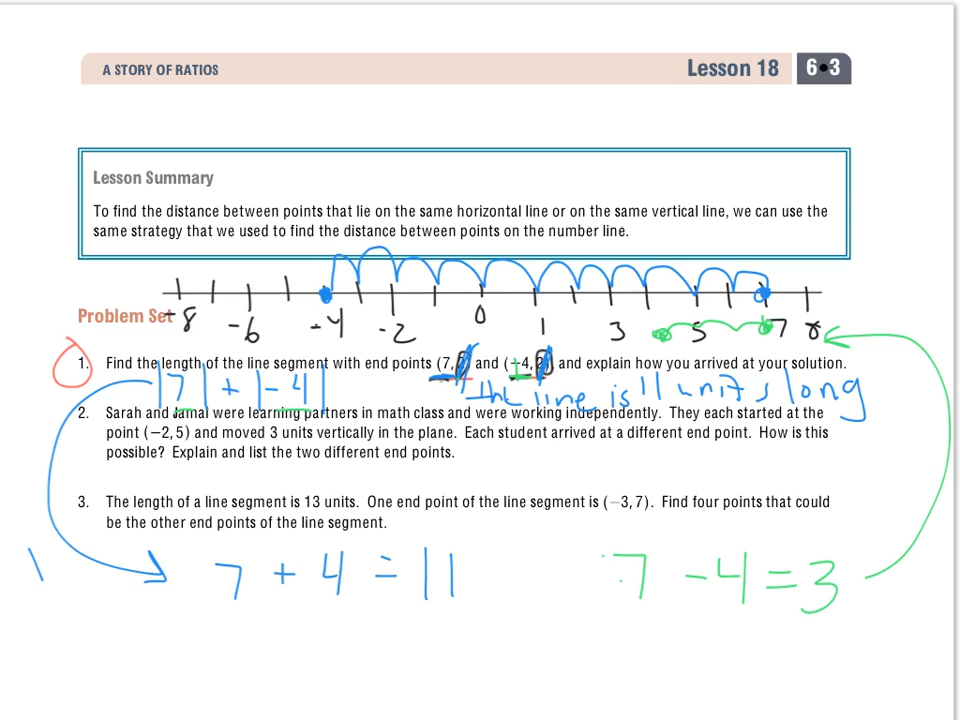 A STORY OF RATIOS Lesson 18 6•3
Lesson Summary
To find the distance between points that lie on the same horizontal line or on the same vertical line, we can use the
same strategy that we used to find the distance between points on the number line.
-8 -6 -4 -2 0 1 3 5 7 8
Problem Set
1. Find the length of the line segment with end points (7, and (−4, and explain how you arrived at your solution.
|7| + |-4| the line is 11 units long
2. Sarah and Jamal were learning partners in math class and were working independently. They each started at the
point (−2, 5) and moved 3 units vertically in the plane. Each student arrived at a different end point. How is this
possible? Explain and list the two different end points.
3. The length of a line segment is 13 units. One end point of the line segment is (−3, 7). Find four points that could
be the other end points of the line segment.
7 + 4 = 11 7 - 4 = 3